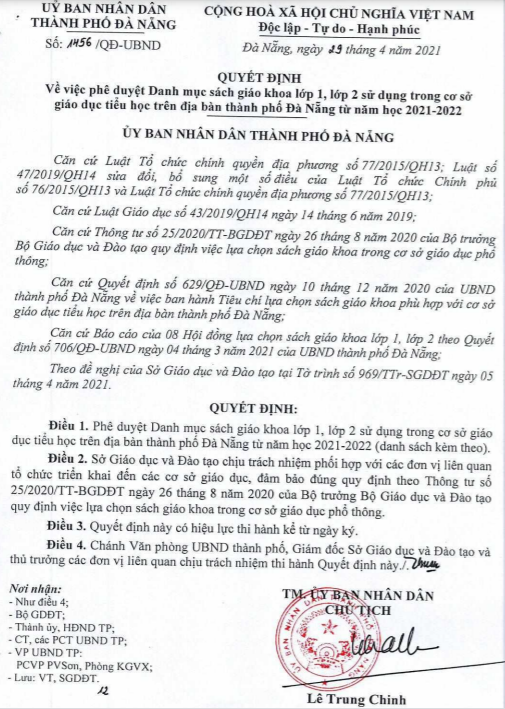 UỶ BAN NHÂN DÂN
THÀNH PHỐ ĐÀ NẴNG
CỘNG HOÀ XÃ HỘI CHỦ NGHĨA VIỆT NAM
Độc lập - Tự do - Hạnh phúc
Số: 1456 /QĐ-UBND
Đà Nẵng, ngày 29 tháng 4 năm 2021
QUYẾT ĐỊNH
Về việc phê duyệt Danh mục sách giáo khoa lớp 1, lớp 2 sử dụng trong cơ sở
giáo dục tiểu học trên địa bàn thành phố Đà Nẵng từ năm học 2021-2022
ỦY BAN NHÂN DÂN THÀNH PHỐ ĐÀ NẴNG
Căn cứ Luật Tổ chức chính quyền địa phương số 77/2015/QH13; Luật số
47/2019/QH14 sửa đổi, bổ sung một số điều của Luật Tổ chức Chính phủ
số 76/2015/QH13 và Luật Tổ chức chính quyền địa phương số 77/2015/QH13;
Căn cứ Luật Giáo dục số 43/2019/QH14 ngày 14 tháng 6 năm 2019;
Căn cứ Thông tư số 25/2020/TT-BGDĐT ngày 26 tháng 8 năm 2020 của Bộ trưởng
Bộ Giáo dục và Đào tạo quy định việc lựa chọn sách giáo khoa trong cơ sở giáo dục phổ
thông;
Căn cứ Quyết định số 629/QĐ-UBND ngày 10 tháng 12 năm 2020 của UBND
thành phố Đà Nẵng về việc ban hành Tiêu chí lựa chọn sách giáo khoa phù hợp với cơ sở
giáo dục tiểu học trên địa bàn thành phố Đà Nẵng;
Căn cứ Báo cáo của 08 Hội đồng lựa chọn sách giáo khoa lớp 1, lớp 2 theo Quyết
định số 706/QĐ-UBND ngày 04 tháng 3 năm 2021 của UBND thành phố Đà Nẵng;
Theo đề nghị của Sở Giáo dục và Đào tạo tại Tờ trình số 969/TTr-SGDĐT ngày 05
tháng 4 năm 2021.
QUYẾT ĐỊNH:
Điều 1. Phê duyệt Danh mục sách giáo khoa lớp 1, lớp 2 sử dụng trong cơ sở giáo
dục tiểu học trên địa bàn thành phố Đà Nẵng từ năm học 2021-2022 (danh sách kèm theo).
Điều 2. Sở Giáo dục và Đào tạo chịu trách nhiệm phối hợp với các đơn vị liên quan
tổ chức triển khai đến các cơ sở giáo dục, đảm bảo đúng quy định theo Thông tư số
25/2020/TT-BGDĐT ngày 26 tháng 8 năm 2020 của Bộ trưởng Bộ Giáo dục và Đào tạo
quy định việc lựa chọn sách giáo khoa trong cơ sở giáo dục phổ thông.
Điều 3. Quyết định này có hiệu lực thi hành kể từ ngày ký.
Điều 4. Chánh Văn phòng UBND thành phố, Giám đốc Sở Giáo dục và Đào tạo và
thủ trưởng các đơn vị liên quan chịu trách nhiệm thi hành Quyết định này./.
Nơi nhận:
- Như điều 4;
- Bộ GDĐT;
- Thành ủy, HĐND TP;
- CT, các PCT UBND TP;
- VP UBND TP:
PCVP PVSơn, Phòng KGVX;
- Lưu: VT, SGDĐT.
12
TM. ỦY BAN NHÂN DÂN
CHỦ TỊCH
Lê Trung Chinh